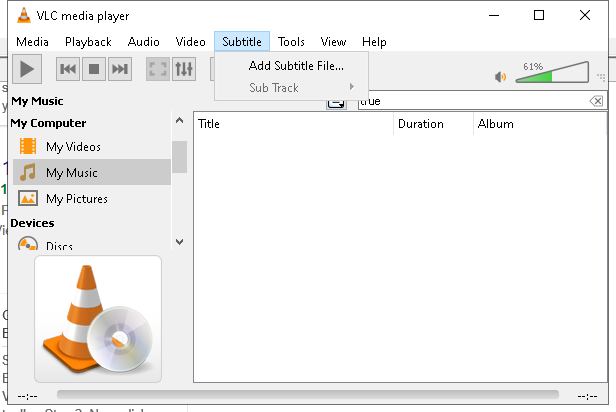 VLC media player
Media Playback Audio Video Subtitle Tools View Help
Add Subtitle File...
Sub Track
61%
My Music
true
My Computer
Title Duration Album
My Videos
My Music
My Pictures
Devices
Discs
--:-- --:--